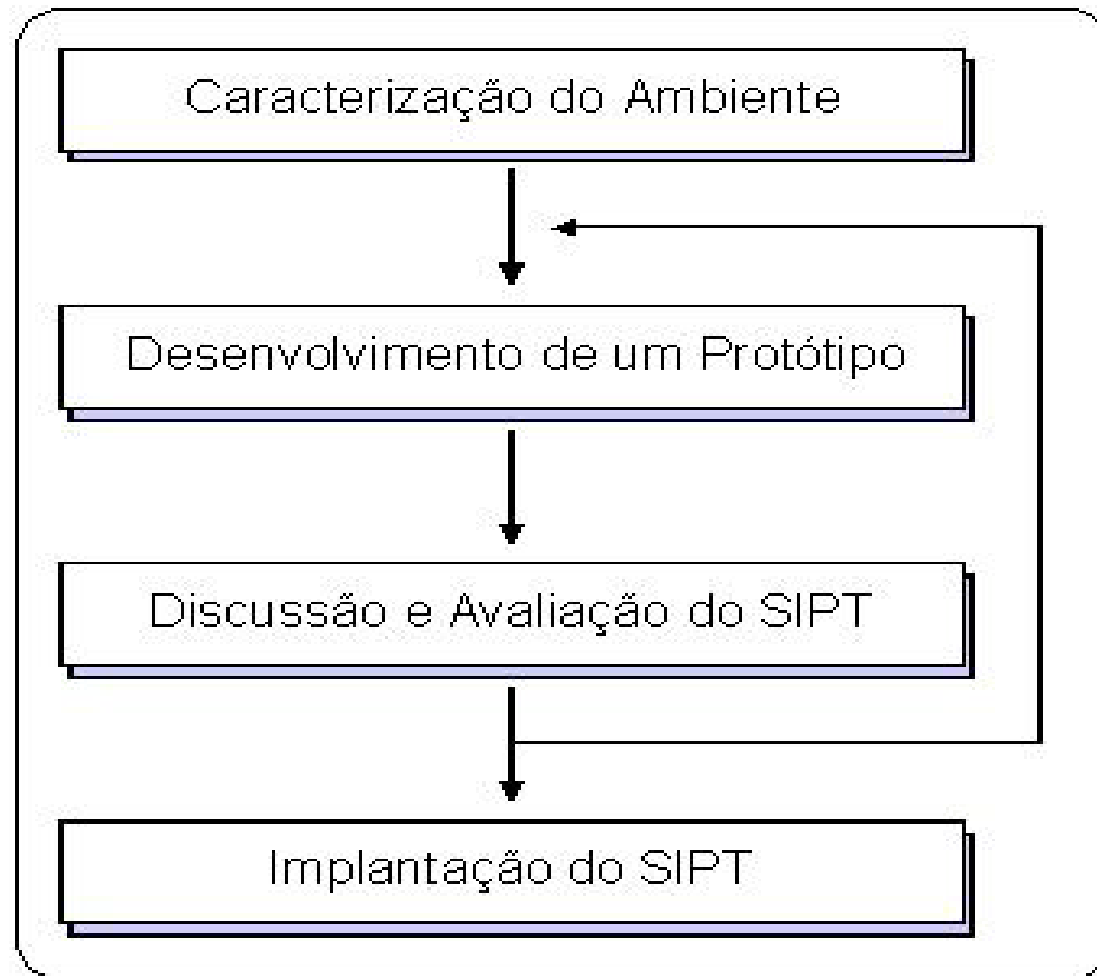 Caracterização do Ambiente
Desenvolvimento de um Protótipo
Discussão e Avaliação do SIPT
Implantação do SIPT